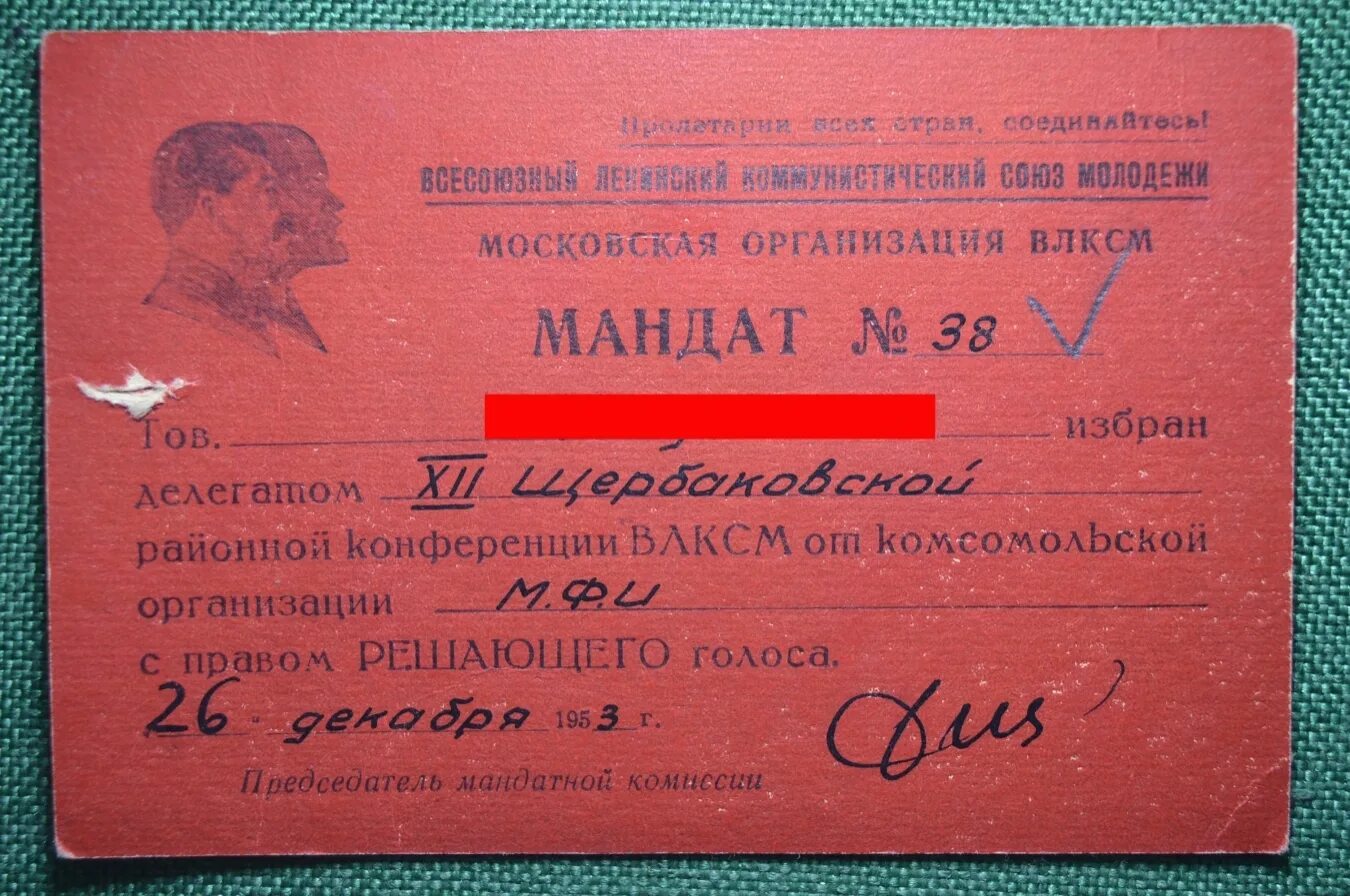 Пролетарии всех стран, соединяйтесь!
ВСЕСОЮЗНЫЙ ЛЕНИНСКИЙ КОММУНИСТИЧЕСКИЙ СОЮЗ МОЛОДЕЖИ
МОСКОВСКАЯ ОРГАНИЗАЦИЯ ВЛКСМ
МАНДАТ № 38
Тов. избран
делегатом XII Щербаковской
районной конференции ВЛКСМ от комсомольской
организации М.Ф.И
с правом РЕШАЮЩЕГО голоса.
26 " декабря 1953 г.
Председатель мандатной комиссии